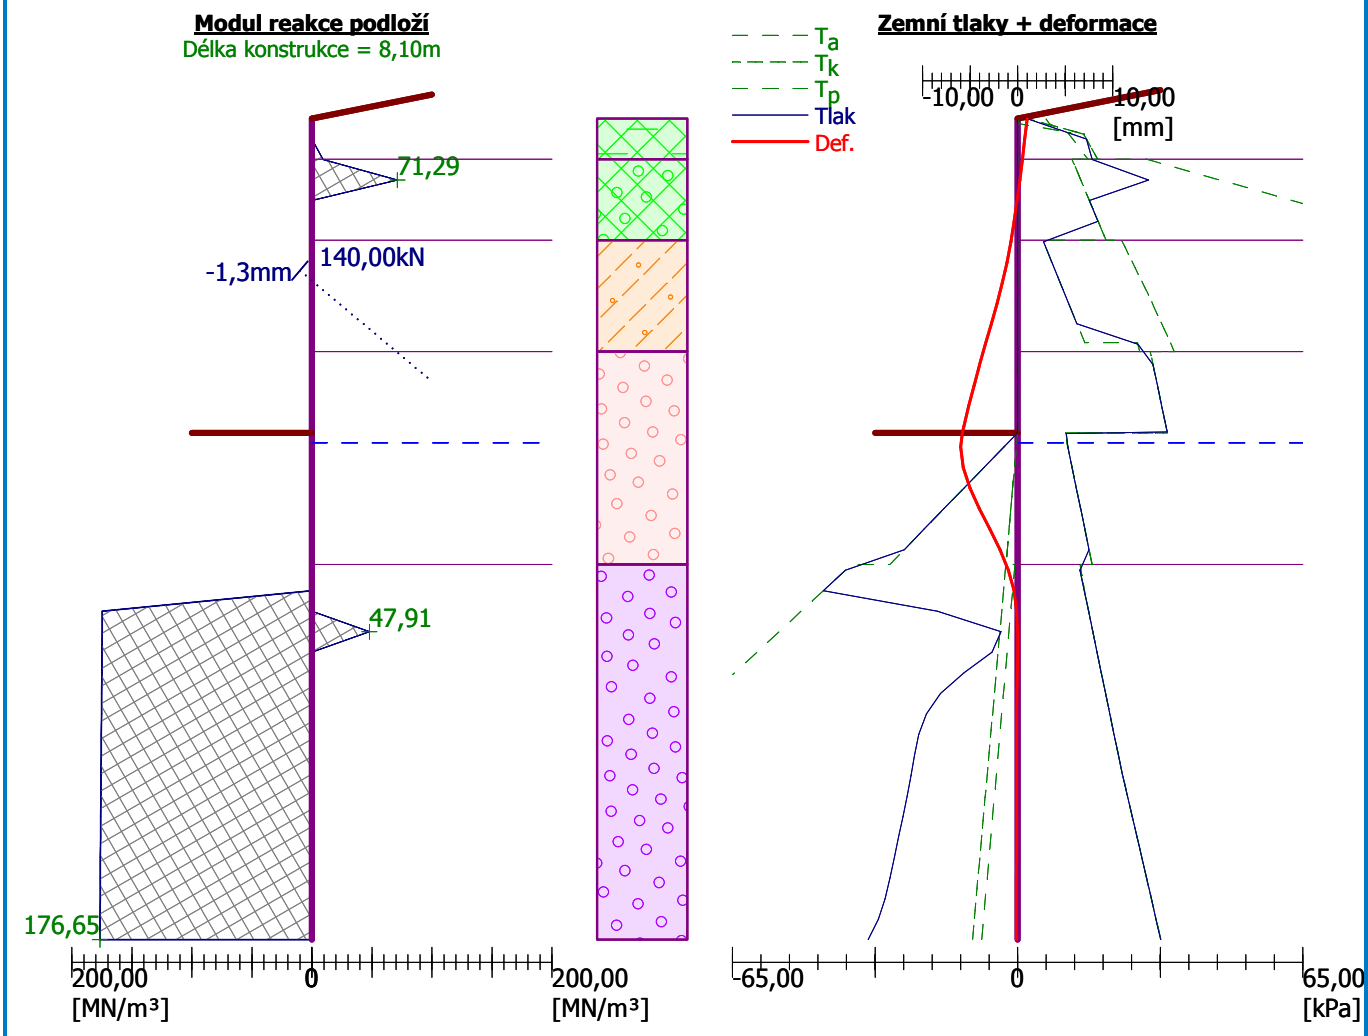 Modul reakce podloží
Délka konstrukce = 8,10m
71,29
140,00kN
-1,3mm
47,91
176,65
200,00 0 200,00
[MN/m³] [MN/m³]
Zemní tlaky + deformace
Ta
Tk
Tp
Tlak
Def.
-10,00 0 10,00
[mm]
-65,00 0 65,00
[kPa]